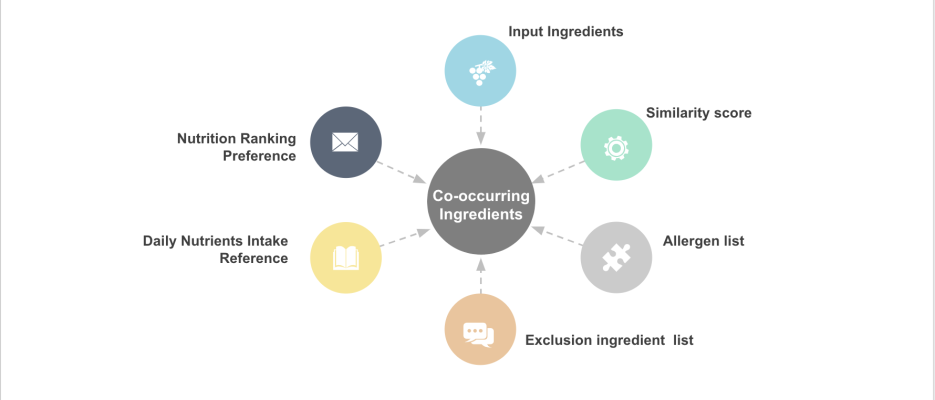 Input Ingredients
Similarity score
Nutrition Ranking
Preference
Co-occurring
Ingredients
Daily Nutrients Intake
Reference
Allergen list
Exclusion ingredient  list